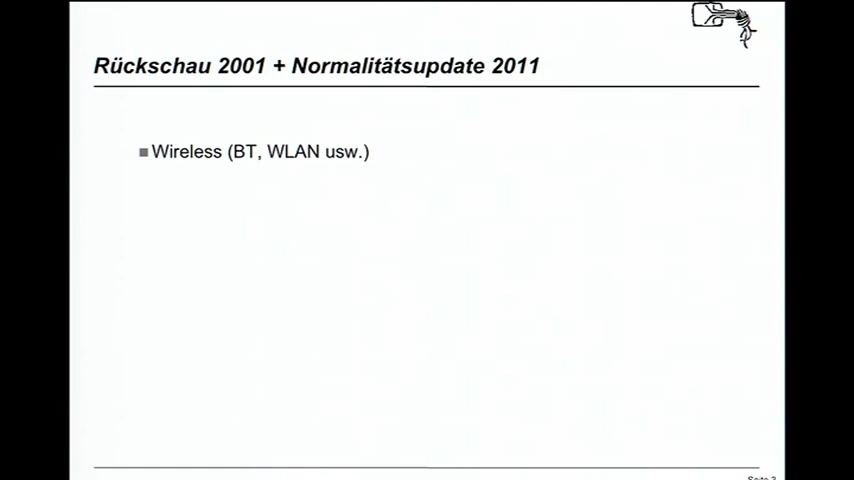 Rückschau 2001 + Normalitätsupdate 2011
Wireless (BT, WLAN usw.)